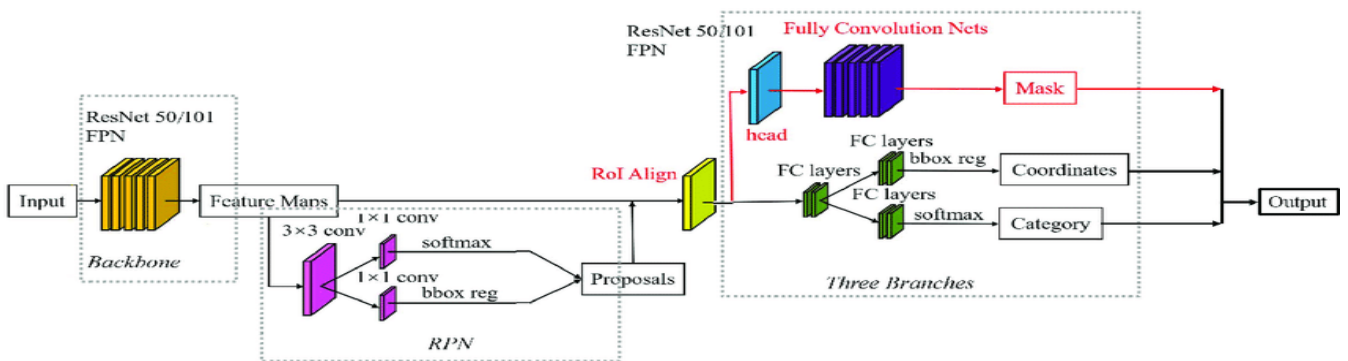 ResNet 50/101
FPN
Input
Feature Maps
Backbone
3×3 conv
1×1 conv
softmax
1×1 conv
bbox reg
Proposals
RPN
RoI Align
ResNet 50/101
FPN
Fully Convolution Nets
head
Mask
FC layers
FC layers
bbox reg
Coordinates
FC layers
softmax
Category
Three Branches
Output